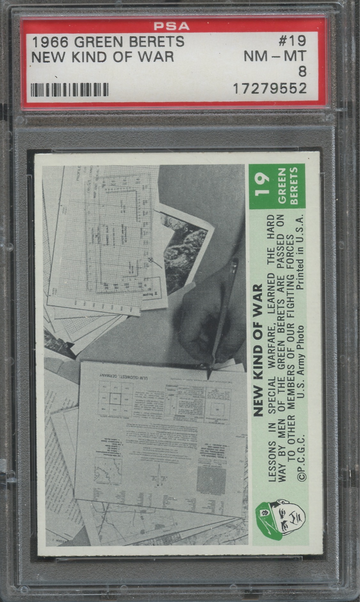 PSA
1966 GREEN BERETS
NEW KIND OF WAR
#19
NM – MT
8
17279552
19
GREEN
BERETS
NEW KIND OF WAR
LESSONS IN SPECIAL WARFARE, LEARNED THE HARD
WAY BY MEN OF THE GREEN BERETS ARE PASSED ON
TO OTHER MEMBERS OF OUR FIGHTING FORCES
©P.C.G.C. U.S. Army Photo Printed in U.S.A.